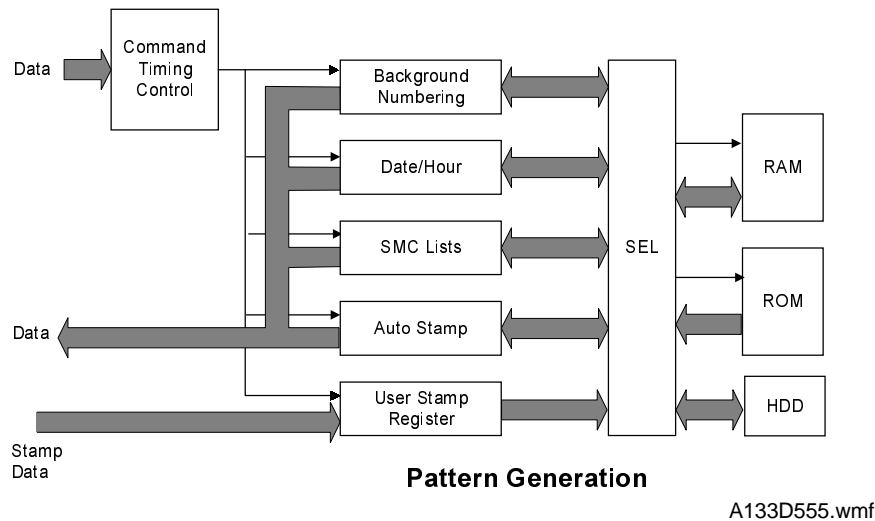 Data
Command
Timing
Control
Background
Numbering
Date/Hour
SMC Lists
Auto Stamp
User Stamp
Register
SEL
RAM
ROM
HDD
Data
Stamp
Data
Pattern Generation
A133D555.wmf